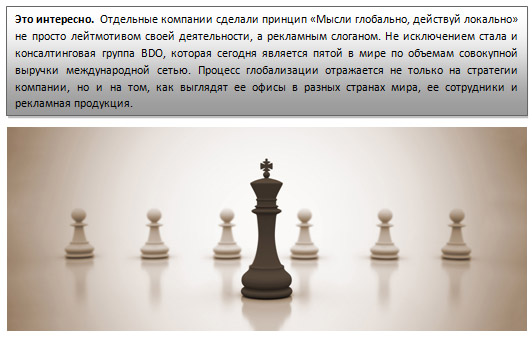 Это интересно. Отдельные компании сделали принцип «Мысли глобально, действуй локально»
не просто лейтмотивом своей деятельности, а рекламным слоганом. Не исключением стала и
консалтинговая группа BDO, которая сегодня является пятой в мире по объемам совокупной
выручки международной сетью. Процесс глобализации отражается не только на стратегии
компании, но и на том, как выглядят ее офисы в разных странах мира, ее сотрудники и
рекламная продукция.